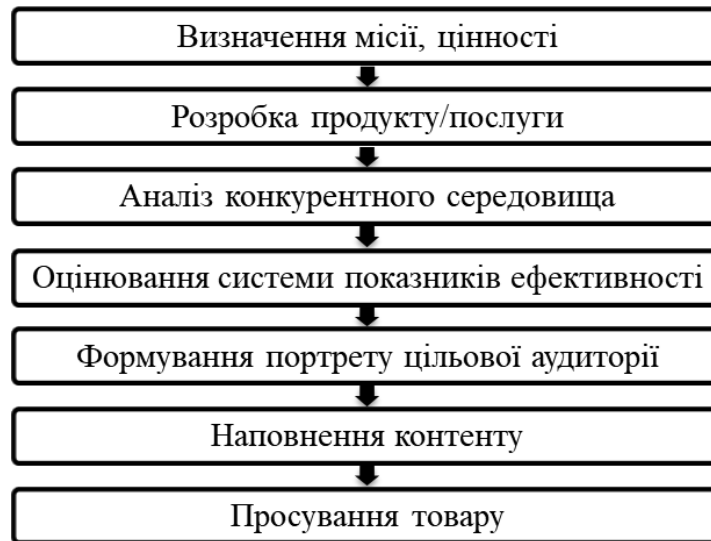 Визначення місії, цінності
Розробка продукту/послуги
Аналіз конкурентного середовища
Оцінювання системи показників ефективності
Формування портрету цільової аудиторії
Наповнення контенту
Просування товару